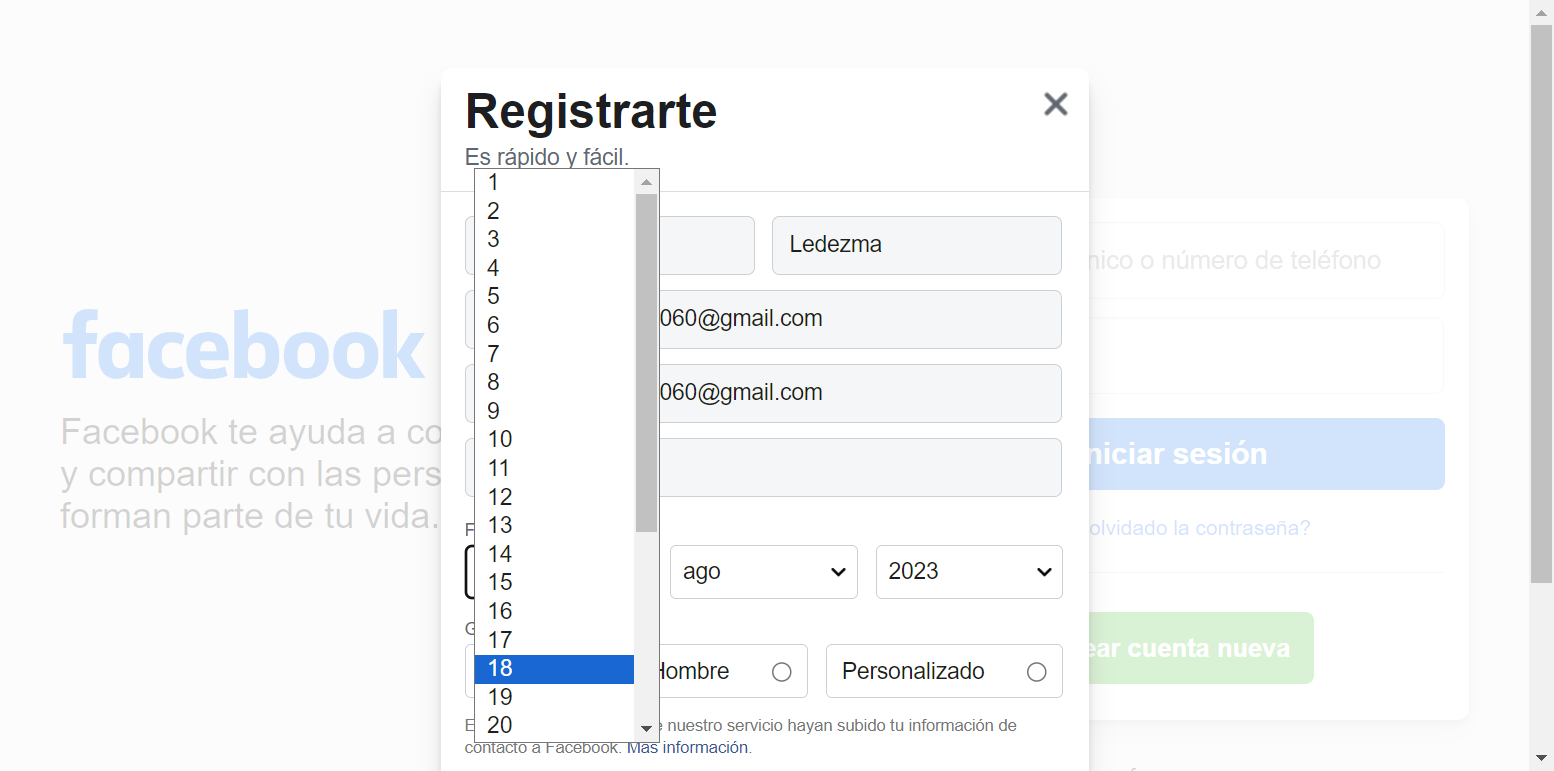 Registrarte
Es rápido y fácil.
1
2
3
4
5
6
7
8
9
10
11
12
13
14
15
16
17
18
19
20
Ledezma
060@gmail.com
060@gmail.com
ago
2023
Hombre
Personalizado
nuestro servicio hayan subido tu información de
contacto a Facebook. Más información.
facebook
Facebook te ayuda a co
y compartir con las pers
forman parte de tu vida.
nico o número de teléfono
niciar sesión
olvidado la contraseña?
ear cuenta nueva